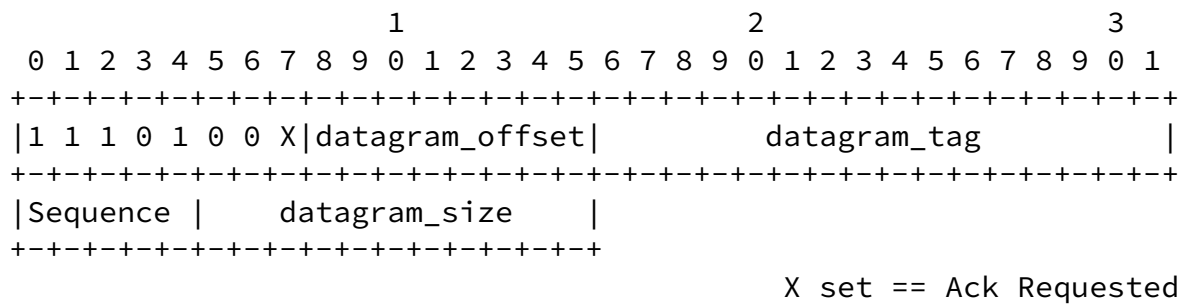 1                   2                   3
 0 1 2 3 4 5 6 7 8 9 0 1 2 3 4 5 6 7 8 9 0 1 2 3 4 5 6 7 8 9 0 1
+-+-+-+-+-+-+-+-+-+-+-+-+-+-+-+-+-+-+-+-+-+-+-+-+-+-+-+-+-+-+-+-+
|1 1 1 0 1 0 0 X|datagram_offset|         datagram_tag          |
+-+-+-+-+-+-+-+-+-+-+-+-+-+-+-+-+-+-+-+-+-+-+-+-+-+-+-+-+-+-+-+-+
|Sequence |    datagram_size    |
+-+-+-+-+-+-+-+-+-+-+-+-+-+-+-+-+
                                           X set == Ack Requested